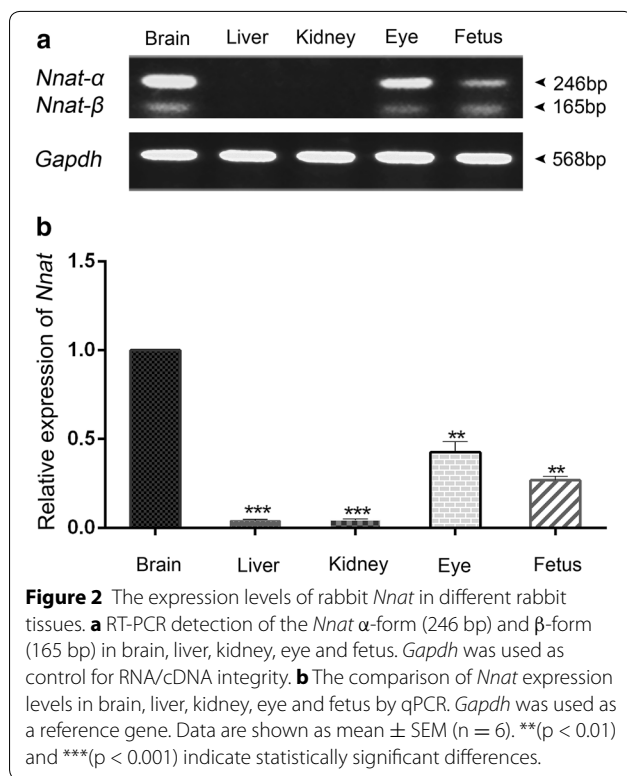 a
Brain Liver Kidney Eye Fetus
Nnat-α
246bp
Nnat-β
165bp
Gapdh
568bp
b
Relative expression of Nnat
1.5
1.0
0.5
0.0
*** *** ** **
Brain Liver Kidney Eye Fetus
Figure 2 The expression levels of rabbit Nnat in different rabbit
tissues. a RT-PCR detection of the Nnat α-form (246 bp) and β-form
(165 bp) in brain, liver, kidney, eye and fetus. Gapdh was used as
control for RNA/cDNA integrity. b The comparison of Nnat expression
levels in brain, liver, kidney, eye and fetus by qPCR. Gapdh was used as
a reference gene. Data are shown as mean ± SEM (n = 6). **(p < 0.01)
and ***(p < 0.001) indicate statistically significant differences.